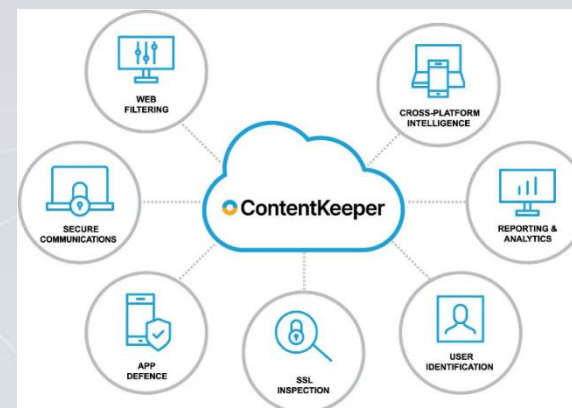 WEB
FILTERING
CROSS-PLATFORM
INTELLIGENCE
SECURE
COMMUNICATIONS
ContentKeeper
REPORTING &
ANALYTICS
APP
DEFENCE
SSL
INSPECTION
USER
IDENTIFICATION